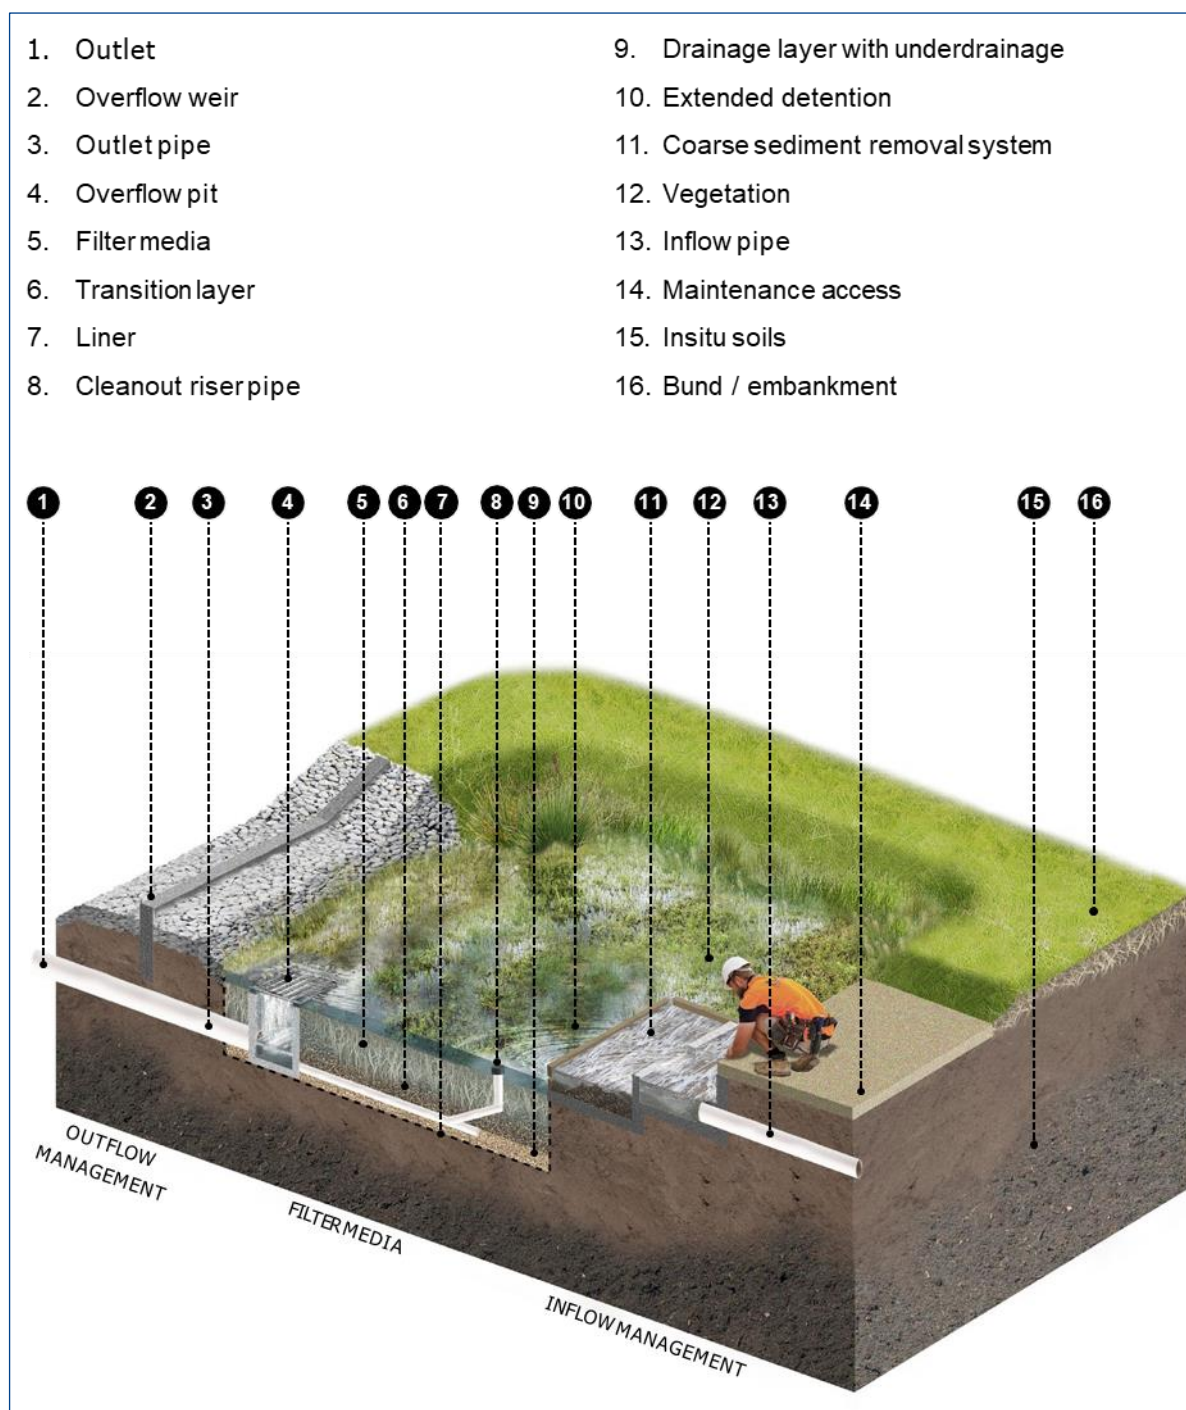 1. Outlet
2. Overflow weir
3. Outlet pipe
4. Overflow pit
5. Filter media
6. Transition layer
7. Liner
8. Cleanout riser pipe
9. Drainage layer with underdrainage
10. Extended detention
11. Coarse sediment removal system
12. Vegetation
13. Inflow pipe
14. Maintenance access
15. Insitu soils
16. Bund / embankment
1 2 3 4 5 6 7 8 9 10 11 12 13 14 15 16
OUTFLOW
MANAGEMENT
FILTER MEDIA
INFLOW MANAGEMENT